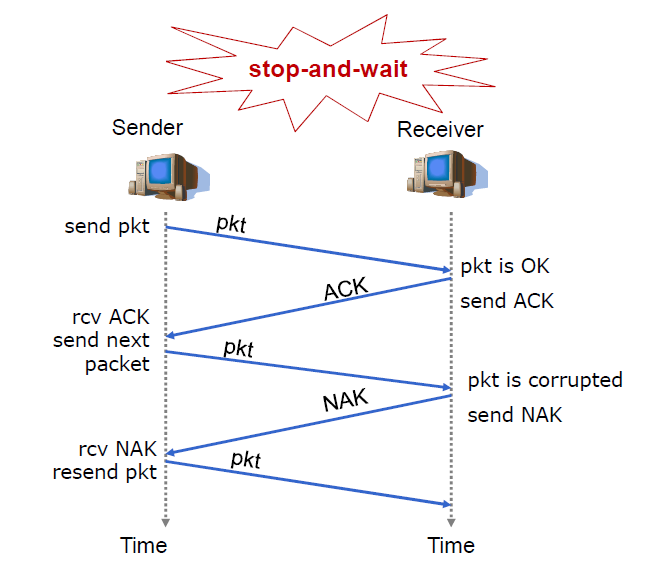 stop-and-wait
Sender
Receiver
send pkt
pkt
pkt is OK
ACK
send ACK
rcv ACK
send next
packet
pkt
pkt is corrupted
NAK
send NAK
rcv NAK
resend pkt
pkt
Time
Time